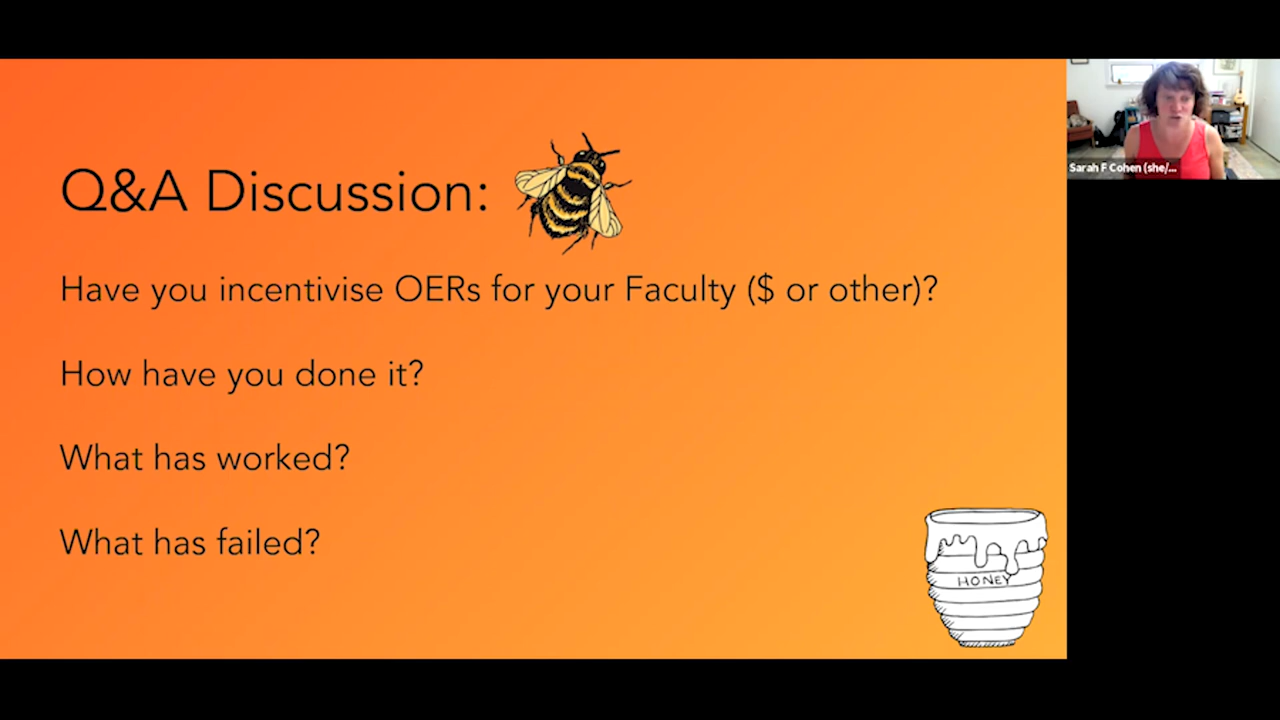 Q&A Discussion:
Have you incentivise OERs for your Faculty ($ or other)?
How have you done it?
What has worked?
What has failed?
HONEY
Sarah F Cohen (she/...